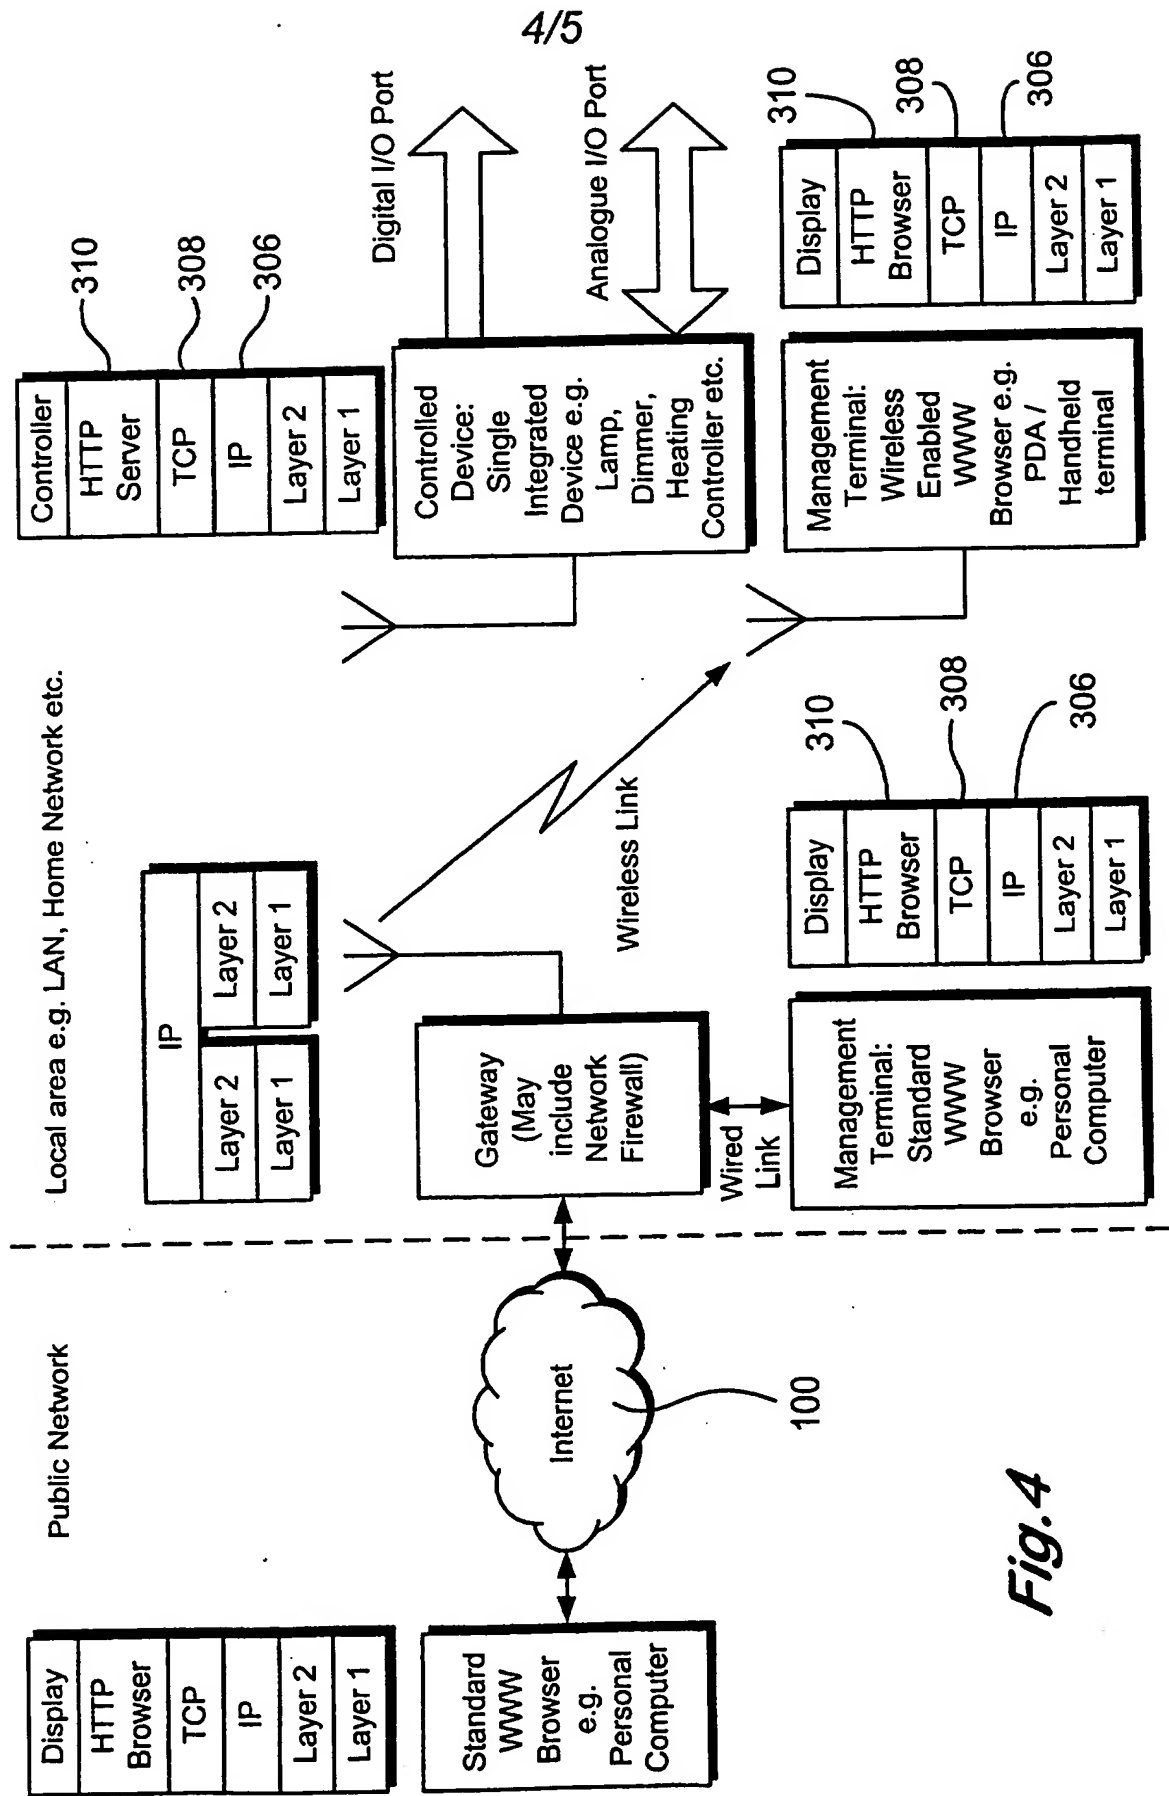 4/5
Public Network
Local area e.g. LAN, Home Network etc.
Display
HTTP
Browser
TCP
IP
Layer 2
Layer 1
Standard
WWW
Browser
e.g.
Personal
Computer
Internet
100
IP
Layer 2
Layer 2
Layer 1
Layer 1
Gateway
(May
include
Network
Firewall)
Wired
Link
Wireless Link
Management
Terminal:
Standard
WWW
Browser
e.g.
Personal
Computer
Display
HTTP
Browser
TCP
IP
Layer 2
Layer 1
310
308
306
Controller
HTTP
Server
TCP
IP
Layer 2
Layer 1
310
308
306
Controlled
Device:
Single
Integrated
Device e.g.
Lamp,
Dimmer,
Heating
Controller etc.
Digital I/O Port
Analogue I/O Port
Management
Terminal:
Wireless
Enabled
WWW
Browser e.g.
PDA /
Handheld
terminal
Display
HTTP
Browser
TCP
IP
Layer 2
Layer 1
310
308
306
Fig.4